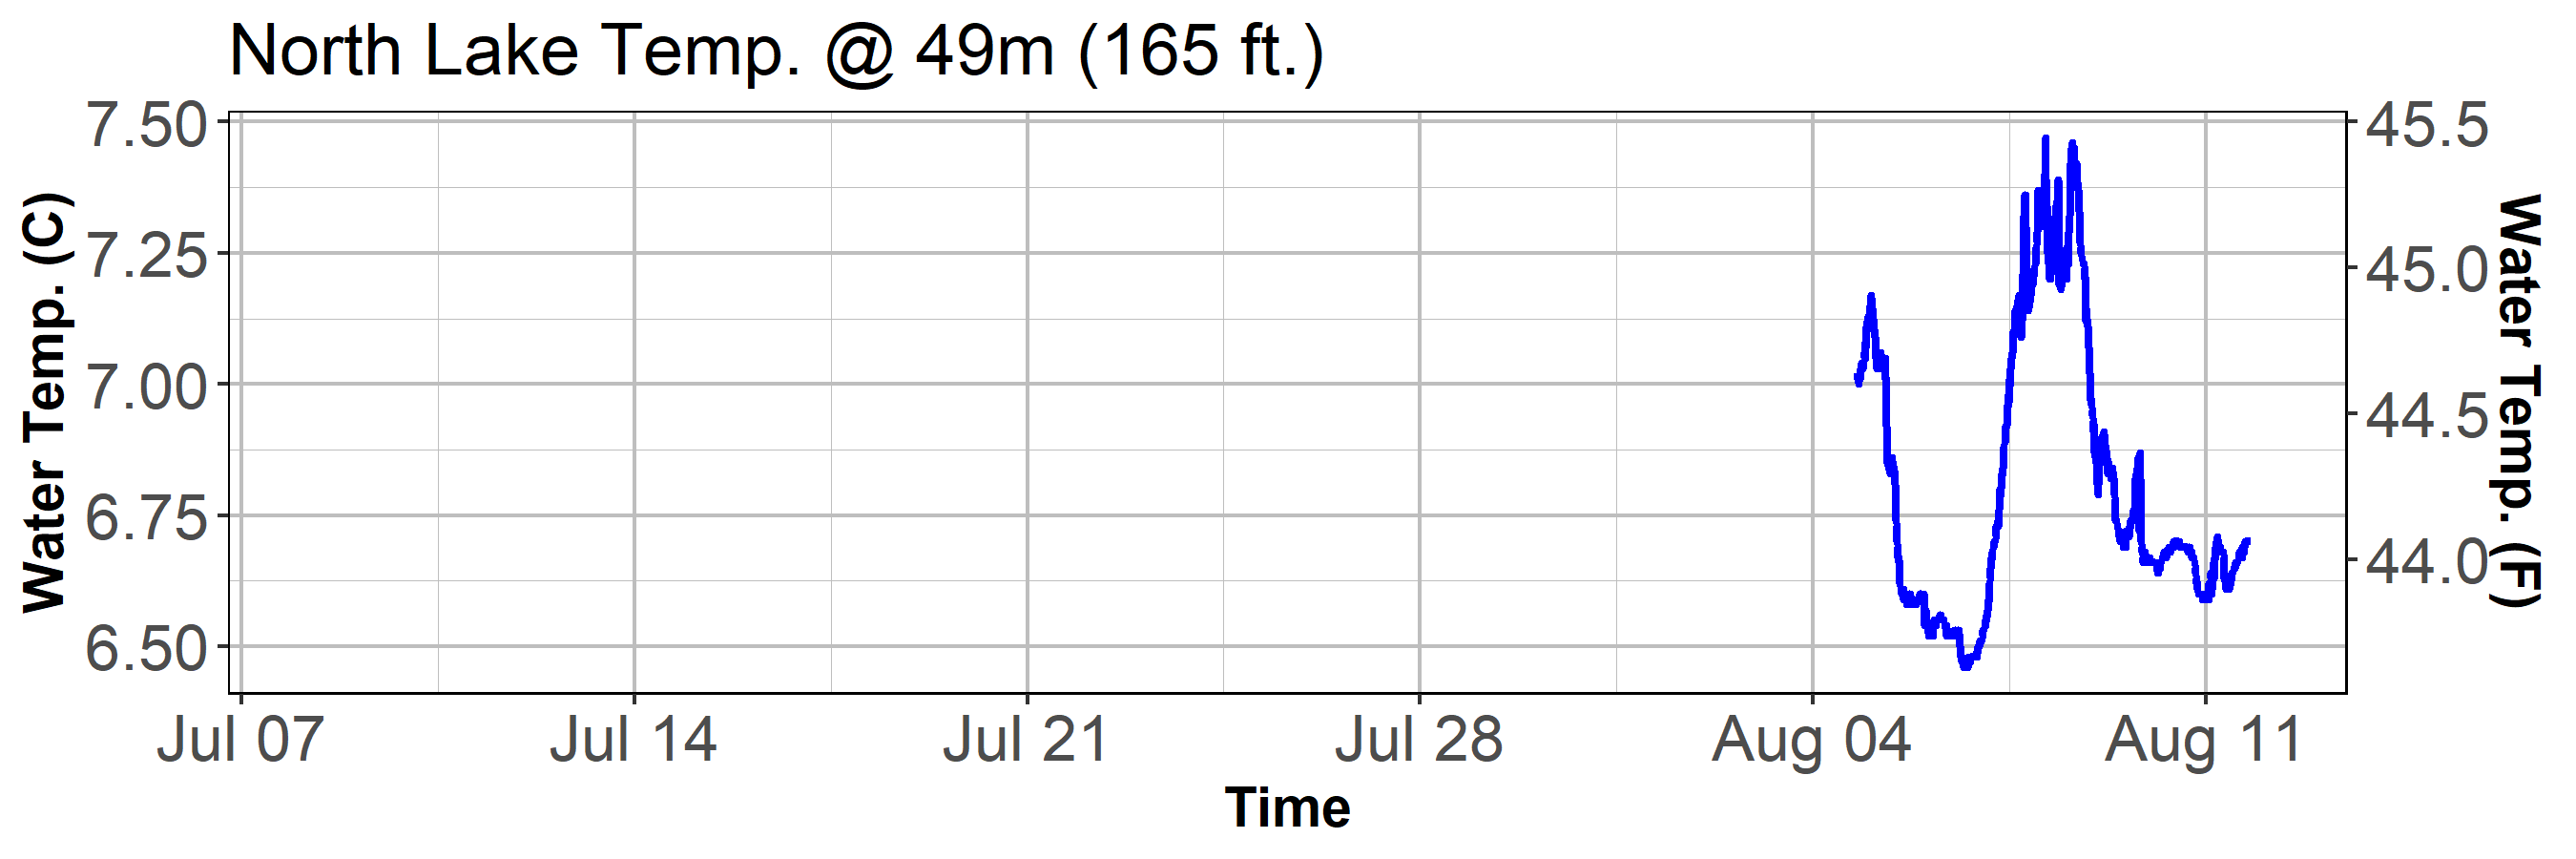 North Lake Temp. @ 49m (165 ft.)
Water Temp. (C)
7.50
7.25
7.00
6.75
6.50
45.5
45.0
44.5
44.0
Water Temp. (F)
Jul 07 Jul 14 Jul 21 Jul 28 Aug 04 Aug 11
Time